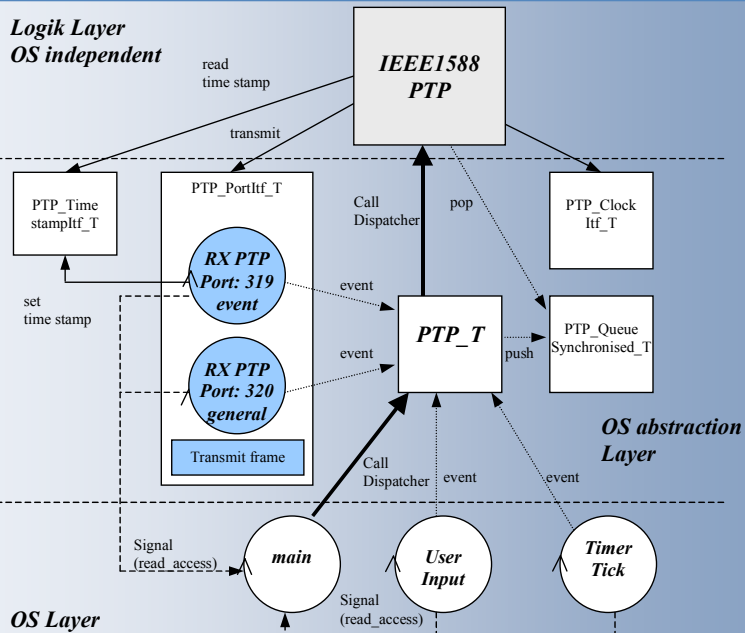 Logik Layer
OS independent
IEEE1588
PTP
read
time stamp
transmit
PTP_Time
stampItf_T
PTP_PortItf_T
Call
Dispatcher
pop
PTP_Clock
Itf_T
RX PTP
Port: 319
event
set
time stamp
event
PTP_T
push
PTP_Queue
Synchronised_T
RX PTP
Port: 320
general
event
Transmit frame
OS abstraction
Layer
Call
Dispatcher
event
event
Signal
(read_access)
main
User
Input
Timer
Tick
Signal
(read_access)
OS Layer